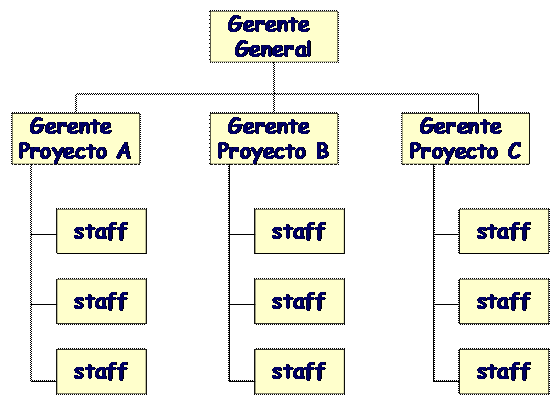 Gerente
General
Gerente
Proyecto A
Gerente
Proyecto B
Gerente
Proyecto C
staff
staff
staff
staff
staff
staff
staff
staff
staff